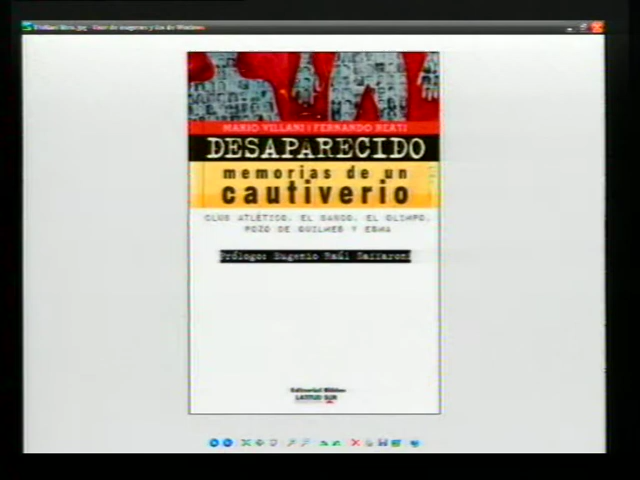 MARIO VILLANI | FERNANDO REATI
DESAPARECIDO
memorias de un
cautiverio
CLUB ATLÉTICO, EL BANCO, EL OLIMPO,
POZO DE QUILMES Y ESMA
Prólogo: Eugenio Raúl Zaffaroni
Editorial Biblos
LATITUD SUR